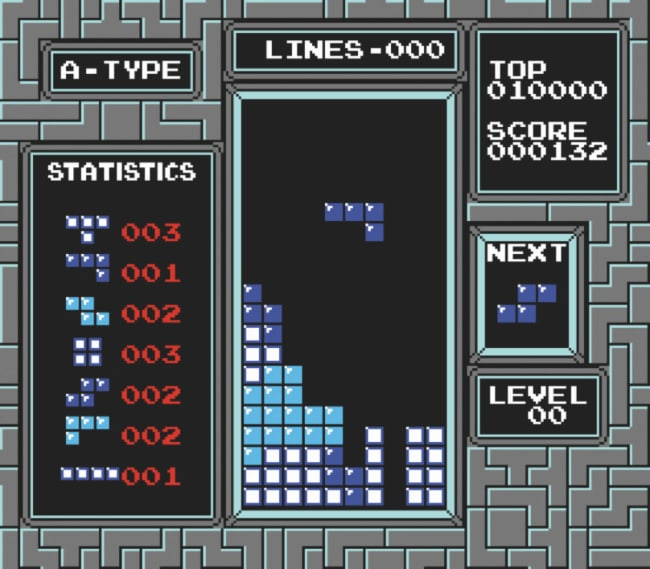 A-TYPE
LINES-000
TOP
010000
SCORE
000132
STATISTICS
003
001
002
003
002
002
001
NEXT
LEVEL
00